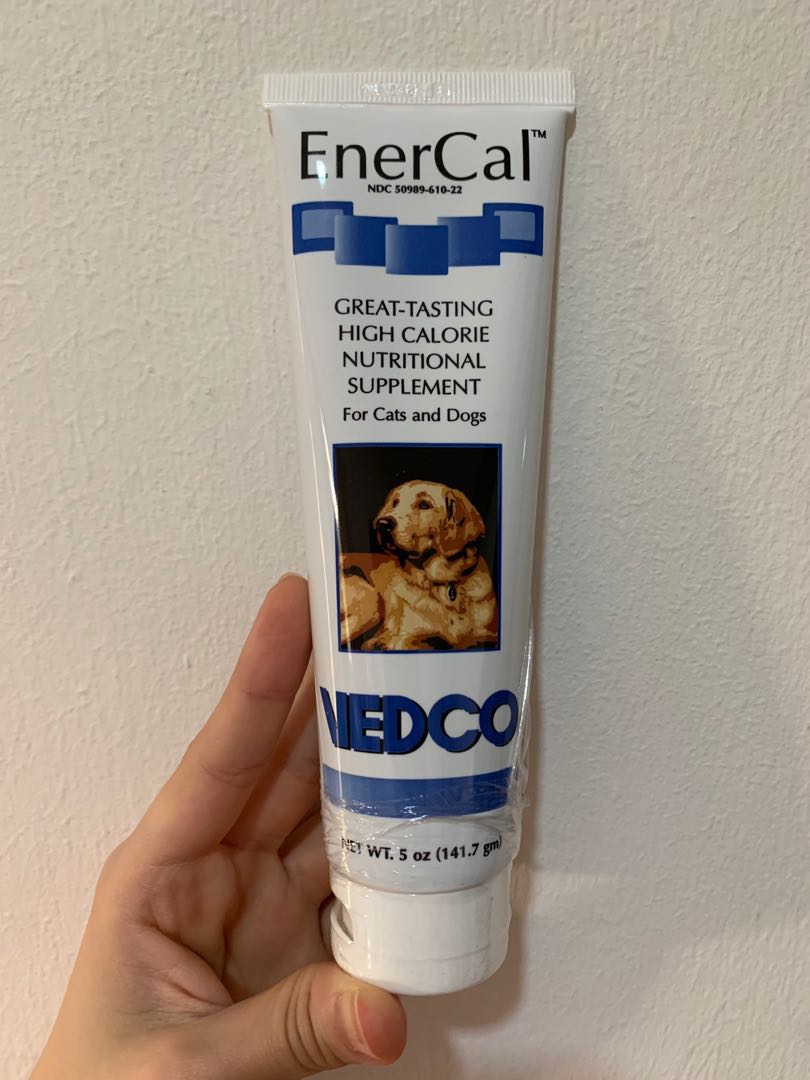 EnerCal™
NDC 50989-610-22
GREAT-TASTING
HIGH CALORIE
NUTRITIONAL
SUPPLEMENT
For Cats and Dogs
VEDCO
NET WT. 5 oz (141.7 gm)